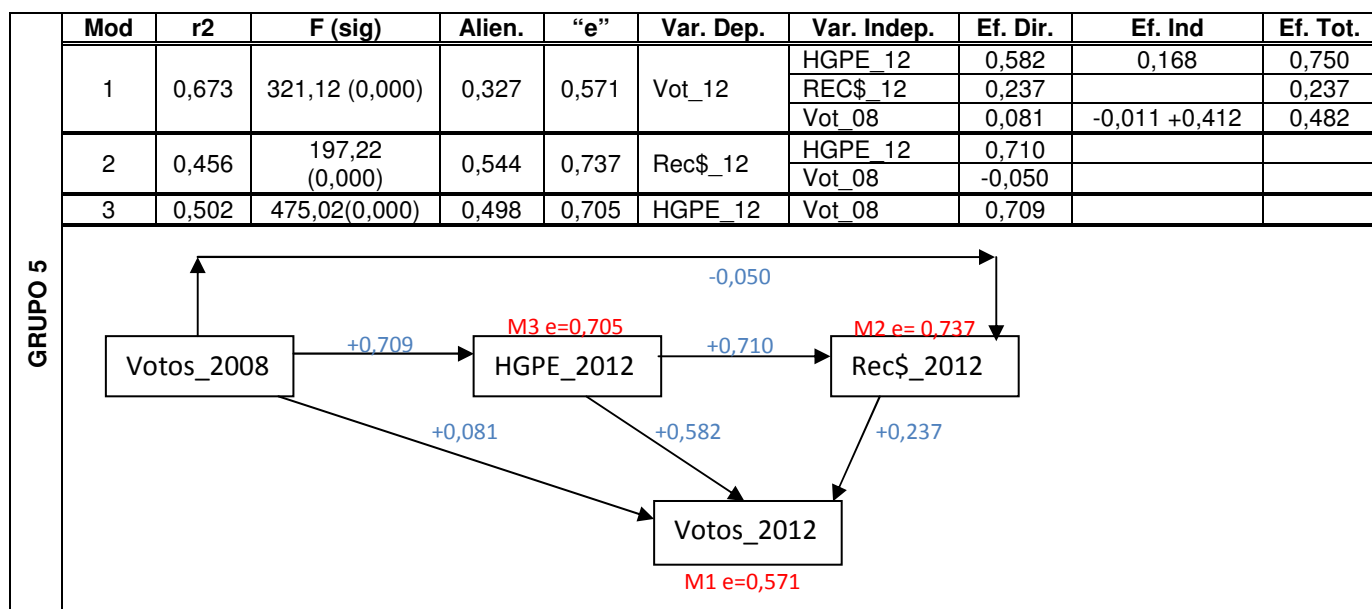 Mod r2 F (sig) Alien. “e” Var. Dep. Var. Indep. Ef. Dir. Ef. Ind Ef. Tot.
1 0,673 321,12 (0,000) 0,327 0,571 Vot_12 HGPE_12 0,582 0,168 0,750
REC$_12 0,237 0,237
Vot_08 0,081 -0,011 +0,412 0,482
2 0,456 197,22 (0,000) 0,544 0,737 Rec$_12 HGPE_12 0,710
Vot_08 -0,050
3 0,502 475,02(0,000) 0,498 0,705 HGPE_12 Vot_08 0,709
GRUPO 5
-0,050
M3 e=0,705
M2 e= 0,737
+0,709
+0,710
Votos_2008
HGPE_2012
Rec$_2012
+0,081
+0,582
+0,237
Votos_2012
M1 e=0,571